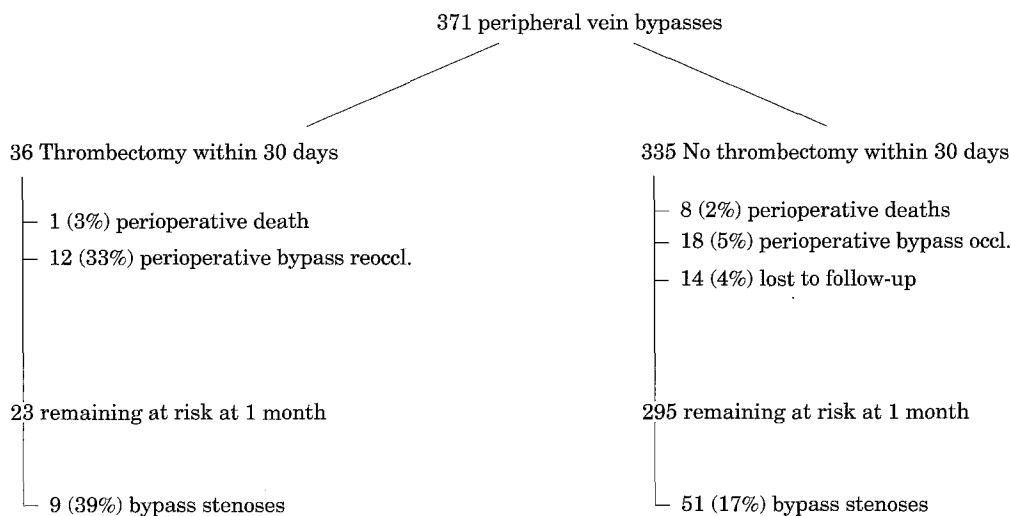 371 peripheral vein bypasses
36 Thrombectomy within 30 days
1 (3%) perioperative death
12 (33%) perioperative bypass reoccl.
23 remaining at risk at 1 month
9 (39%) bypass stenoses
335 No thrombectomy within 30 days
8 (2%) perioperative deaths
18 (5%) perioperative bypass occl.
14 (4%) lost to follow-up
295 remaining at risk at 1 month
51 (17%) bypass stenoses